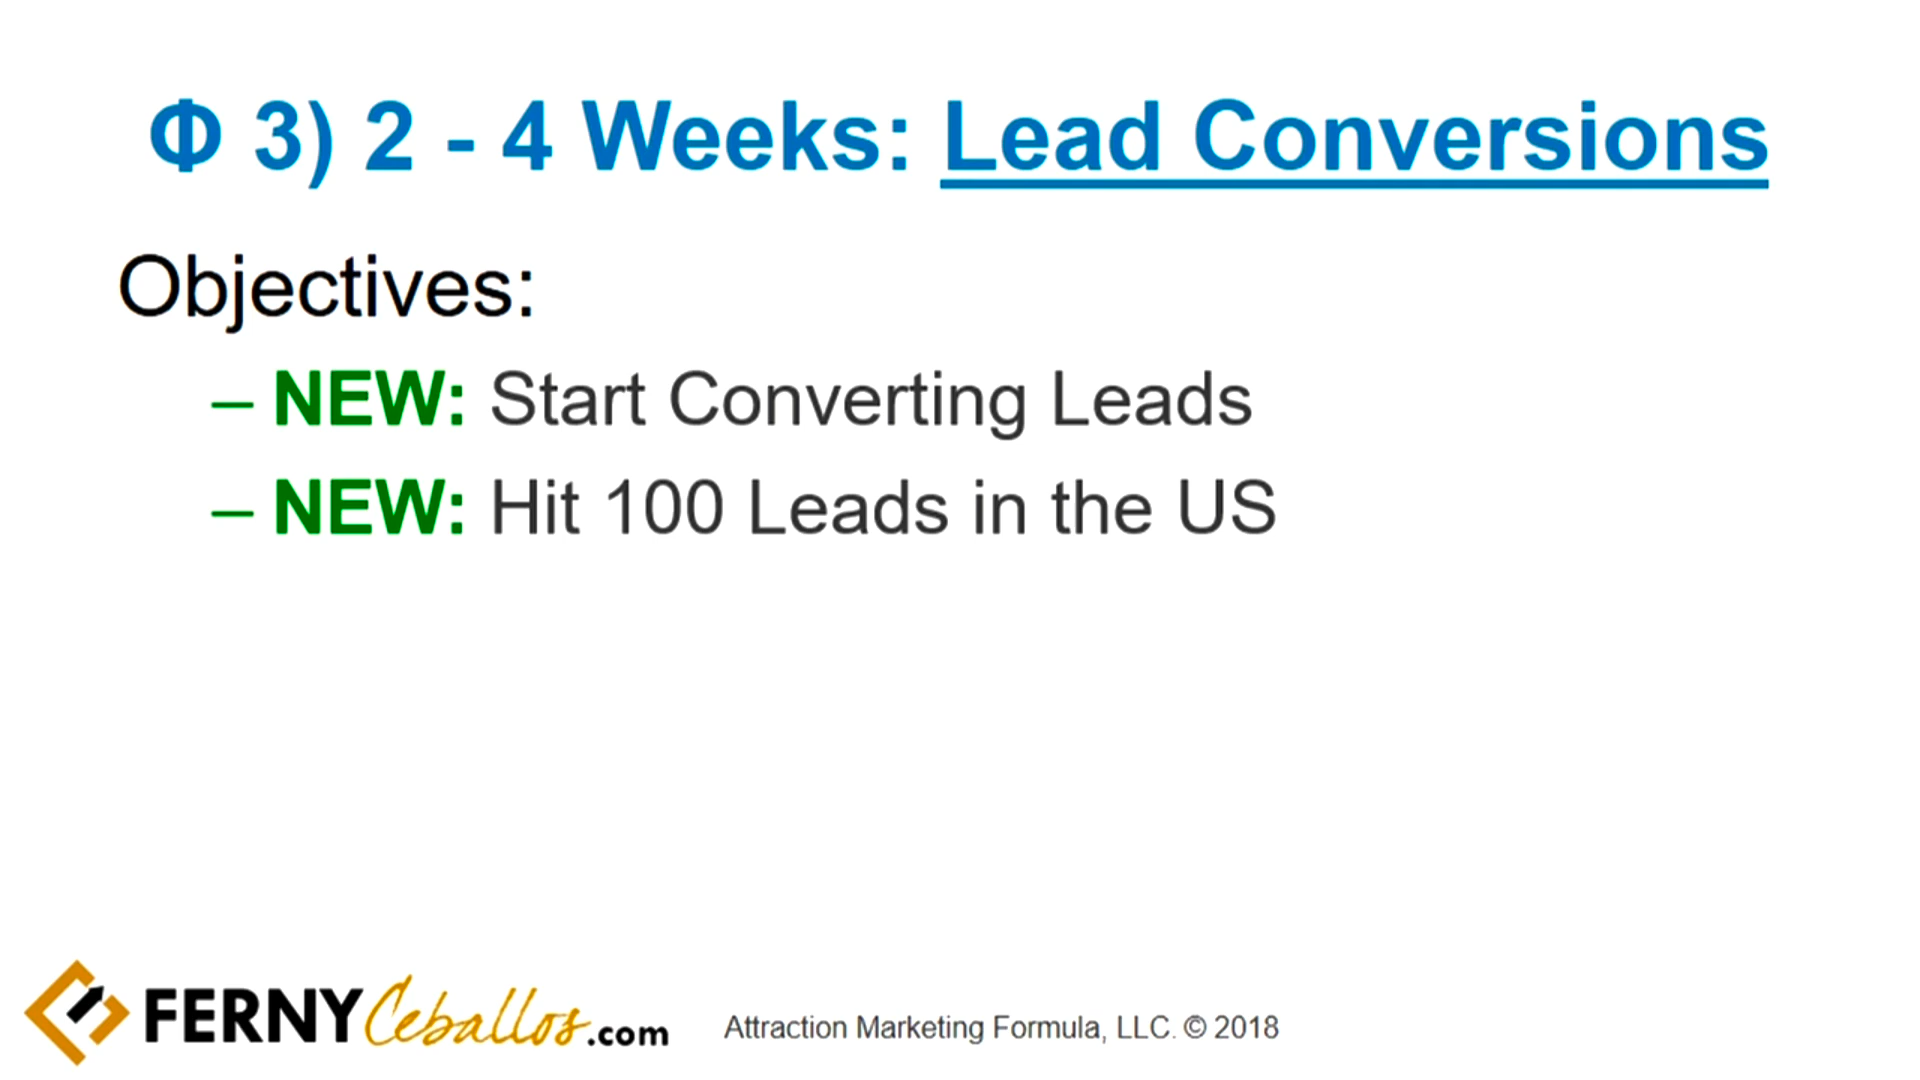 Φ 3) 2 - 4 Weeks: Lead Conversions
Objectives:
– NEW: Start Converting Leads
– NEW: Hit 100 Leads in the US
FERNY Ceballos .com
Attraction Marketing Formula, LLC. © 2018